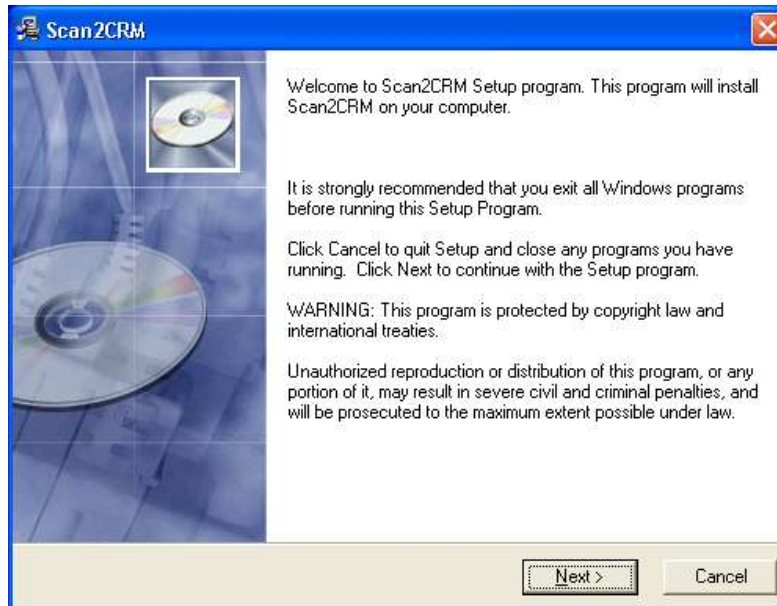 Scan2CRM
Welcome to Scan2CRM Setup program. This program will install
Scan2CRM on your computer.
It is strongly recommended that you exit all Windows programs
before running this Setup Program.
Click Cancel to quit Setup and close any programs you have
running. Click Next to continue with the Setup program.
WARNING: This program is protected by copyright law and
international treaties.
Unauthorized reproduction or distribution of this program, or any
portion of it, may result in severe civil and criminal penalties, and
will be prosecuted to the maximum extent possible under law.
Next > Cancel